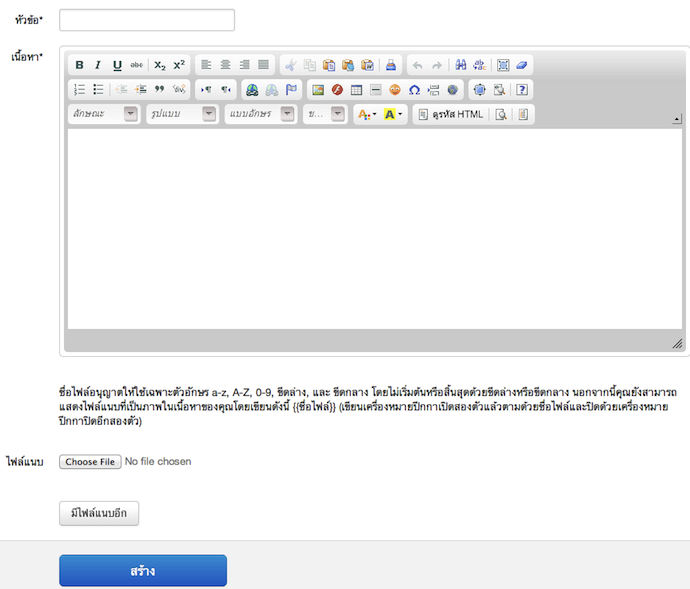 หัวข้อ*
เนื้อหา*
B I U abc X₂ X²
ลักษณะ รูปแบบ แบบอักษร ข... A A ดูรหัส HTML
ชื่อไฟล์อนุญาตให้ใช้เฉพาะตัวอักษร a-z, A-Z, 0-9, ขีดล่าง, และ ขีดกลาง โดยไม่เริ่มต้นหรือสิ้นสุดด้วยขีดล่างหรือขีดกลาง นอกจากนี้คุณยังสามารถ
แสดงไฟล์แนบที่เป็นภาพในเนื้อหาของคุณโดยเขียนดังนี้ {{ชื่อไฟล์}} (เขียนเครื่องหมายปีกกาเปิดสองตัวแล้วตามด้วยชื่อไฟล์และปิดด้วยเครื่องหมาย
ปีกกาปิดอีกสองตัว)
ไฟล์แนบ Choose File No file chosen
มีไฟล์แนบอีก
สร้าง